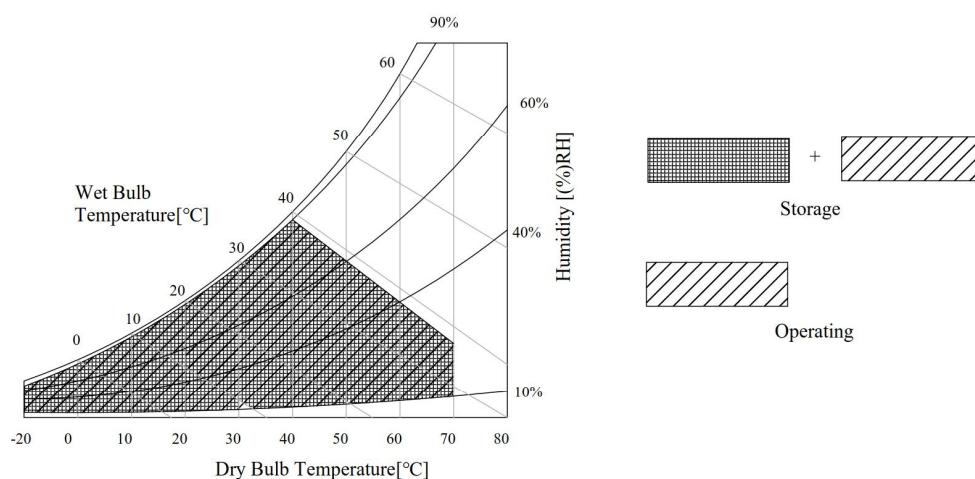 90%
60
60%
50
Wet Bulb
Temperature[℃]
40
40%
30
20
10
0
10%
Humidity [(%)RH]
-20 0 10 20 30 40 50 60 70 80
Dry Bulb Temperature[℃]
+
Storage
Operating